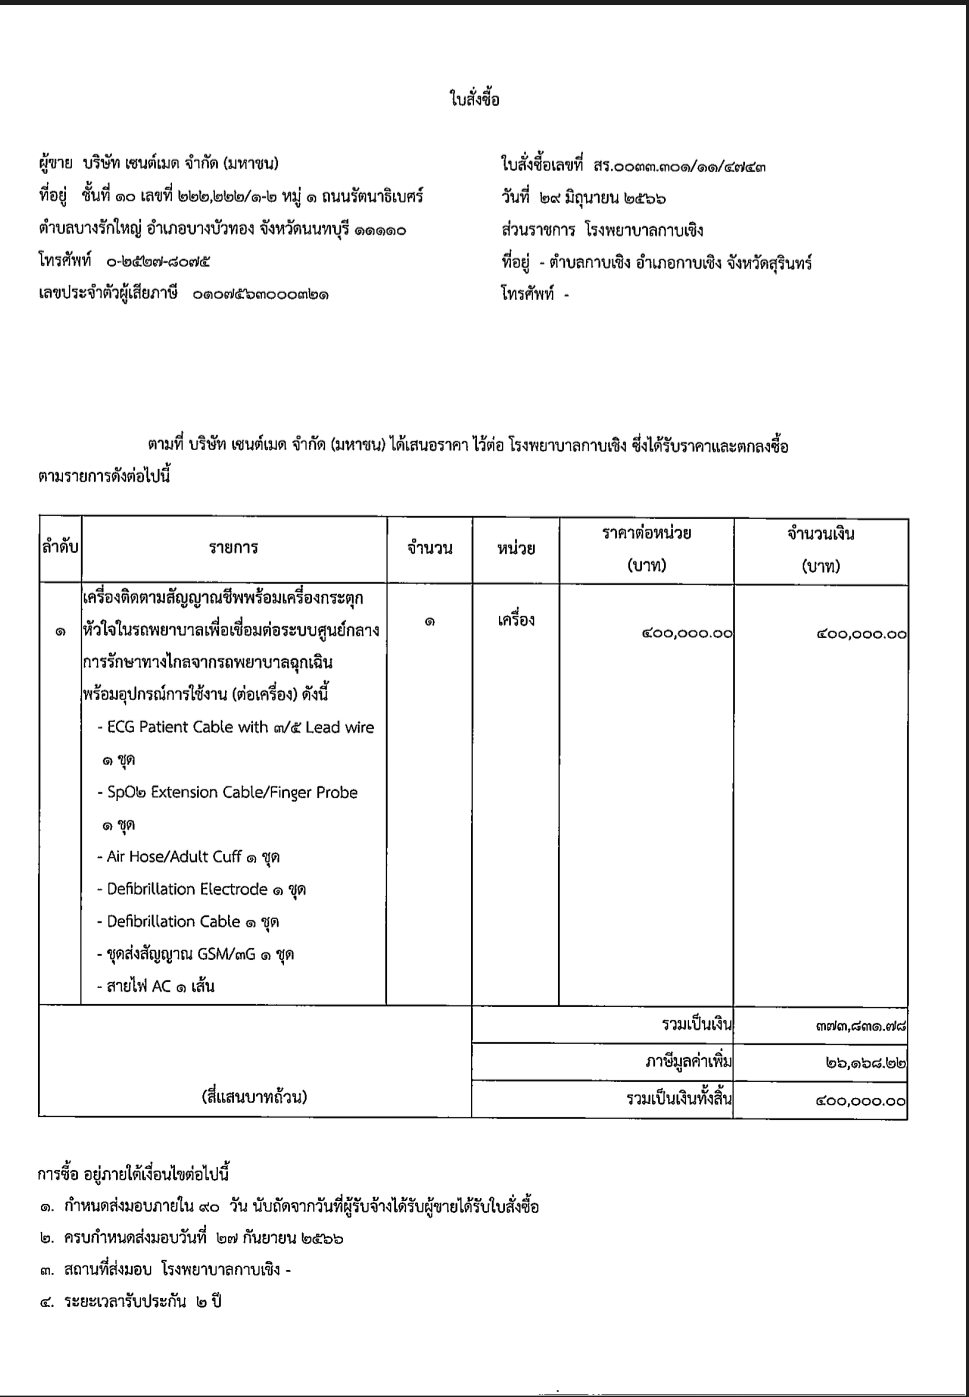 ใบสั่งซื้อ
ผู้ขาย บริษัท เซนต์เมด จำกัด (มหาชน)
ที่อยู่ ชั้นที่ ๑๐ เลขที่ ๒๒๒,๒๒๒/๑-๒ หมู่ ๑ ถนนรัตนาธิเบศร์
ตำบลบางรักใหญ่ อำเภอบางบัวทอง จังหวัดนนทบุรี ๑๑๑๑๐
โทรศัพท์ ๐-๒๕๒๗-๘๐๗๕
เลขประจำตัวผู้เสียภาษี ๐๑๐๗๕๖๓๐๐๐๓๒๑
ใบสั่งซื้อเลขที่ สร.๐๐๓๓.๓๐๑/๑๑/๔๗๔๓
วันที่ ๒๙ มิถุนายน ๒๕๖๖
ส่วนราชการ โรงพยาบาลกาบเชิง
ที่อยู่ - ตำบลกาบเชิง อำเภอกาบเชิง จังหวัดสุรินทร์
โทรศัพท์ -
ตามที่ บริษัท เซนต์เมด จำกัด (มหาชน) ได้เสนอราคา ไว้ต่อ โรงพยาบาลกาบเชิง ซึ่งได้รับราคาและตกลงซื้อ
ตามรายการดังต่อไปนี้
ลำดับ รายการ จำนวน หน่วย ราคาต่อหน่วย (บาท) จำนวนเงิน (บาท)
เครื่องติดตามสัญญาณชีพพร้อมเครื่องกระตุก
๑ หัวใจในรถพยาบาลเพื่อเชื่อมต่อระบบศูนย์กลาง ๑ เครื่อง ๔๐๐,๐๐๐.๐๐ ๔๐๐,๐๐๐.๐๐
การรักษาทางไกลจากรถพยาบาลฉุกเฉิน
พร้อมอุปกรณ์การใช้งาน (ต่อเครื่อง) ดังนี้
- ECG Patient Cable with ๓/๕ Lead wire
๑ ชุด
- SpO๒ Extension Cable/Finger Probe
๑ ชุด
- Air Hose/Adult Cuff ๑ ชุด
- Defibrillation Electrode ๑ ชุด
- Defibrillation Cable ๑ ชุด
- ชุดส่งสัญญาณ GSM/๓G ๑ ชุด
- สายไฟ AC ๑ เส้น
รวมเป็นเงิน ๓๗๓,๘๓๑.๗๘
ภาษีมูลค่าเพิ่ม ๒๖,๑๖๘.๒๒
(สี่แสนบาทถ้วน) รวมเป็นเงินทั้งสิ้น ๔๐๐,๐๐๐.๐๐
การซื้อ อยู่ภายใต้เงื่อนไขต่อไปนี้
๑. กำหนดส่งมอบภายใน ๙๐ วัน นับถัดจากวันที่ผู้รับจ้างได้รับผู้ขายได้รับใบสั่งซื้อ
๒. ครบกำหนดส่งมอบวันที่ ๒๗ กันยายน ๒๕๖๖
๓. สถานที่ส่งมอบ โรงพยาบาลกาบเชิง -
๔. ระยะเวลารับประกัน ๒ ปี